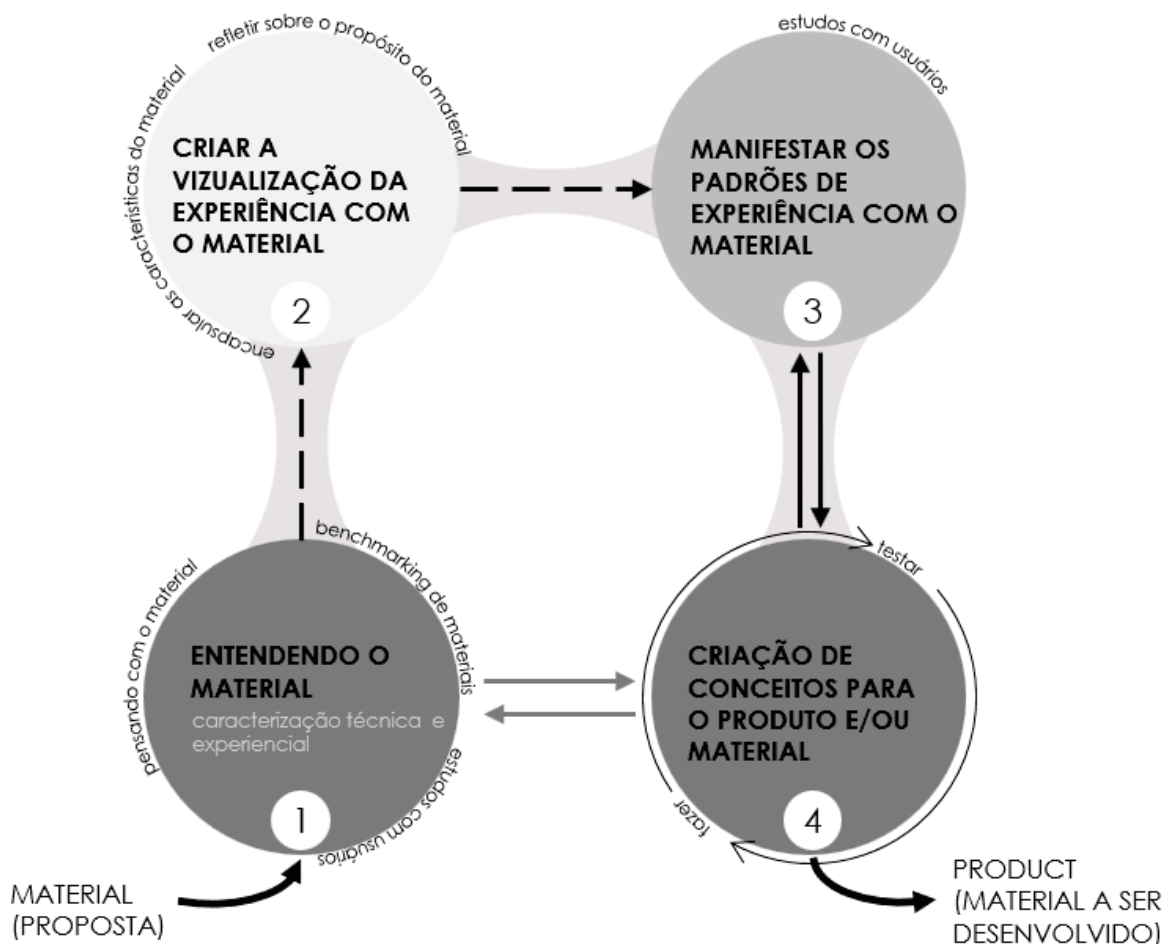 refletir sobre o propósito do material
encapsular as características do material
CRIAR A
VIZUALIZAÇÃO DA
EXPERIÊNCIA COM
O MATERIAL
2
estudos com usuários
MANIFESTAR OS
PADRÕES DE
EXPERIÊNCIA COM O
MATERIAL
3
pensando com o material
benchmarking de materiais
estudos com usuários
ENTENDENDO O
MATERIAL
caracterização técnica e
experiencial
1
testar
fazer
CRIAÇÃO DE
CONCEITOS PARA
O PRODUTO E/OU
MATERIAL
4
MATERIAL
(PROPOSTA)
PRODUCT
(MATERIAL A SER
DESENVOLVIDO)